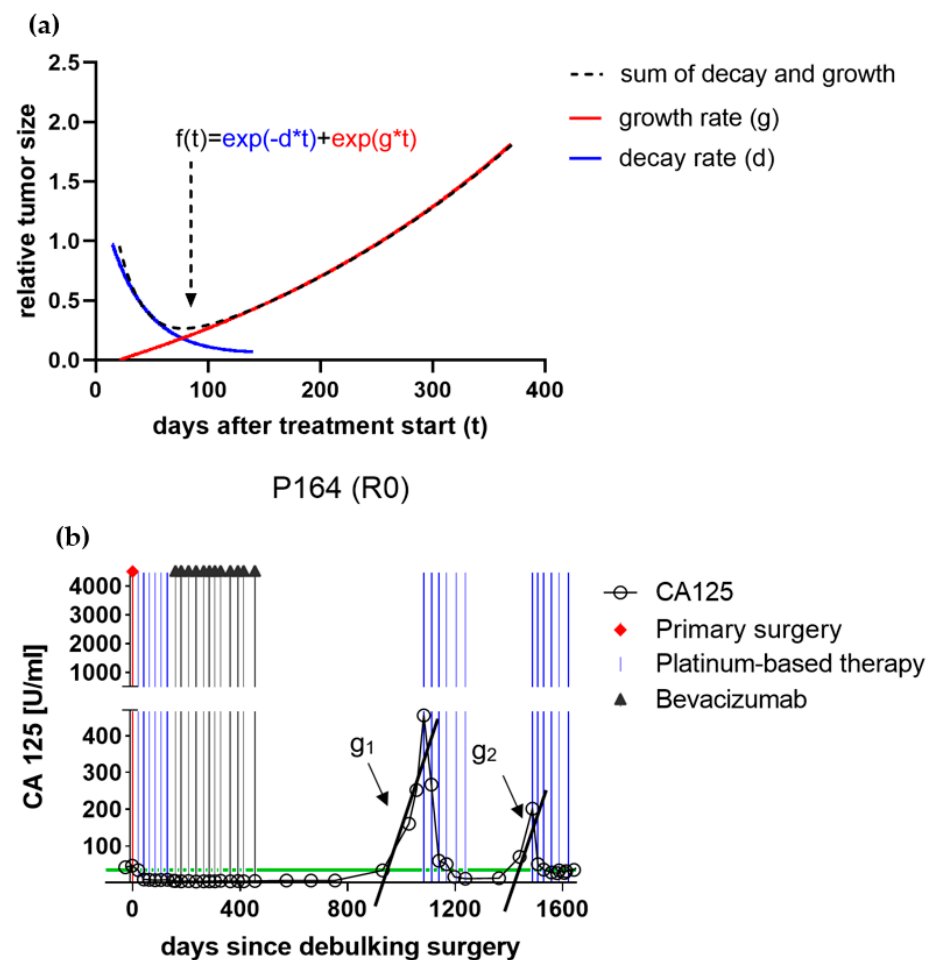 (a)
2.5
2.0
1.5
1.0
0.5
0.0
relative tumor size
f(t)=exp(-d*t)+exp(g*t)
0 100 200 300 400
days after treatment start (t)
sum of decay and growth
growth rate (g)
decay rate (d)
P164 (R0)
(b)
4000
3000
2000
1000
400
300
200
100
CA 125 [U/ml]
g1
g2
0 400 800 1200 1600
days since debulking surgery
CA125
Primary surgery
Platinum-based therapy
Bevacizumab